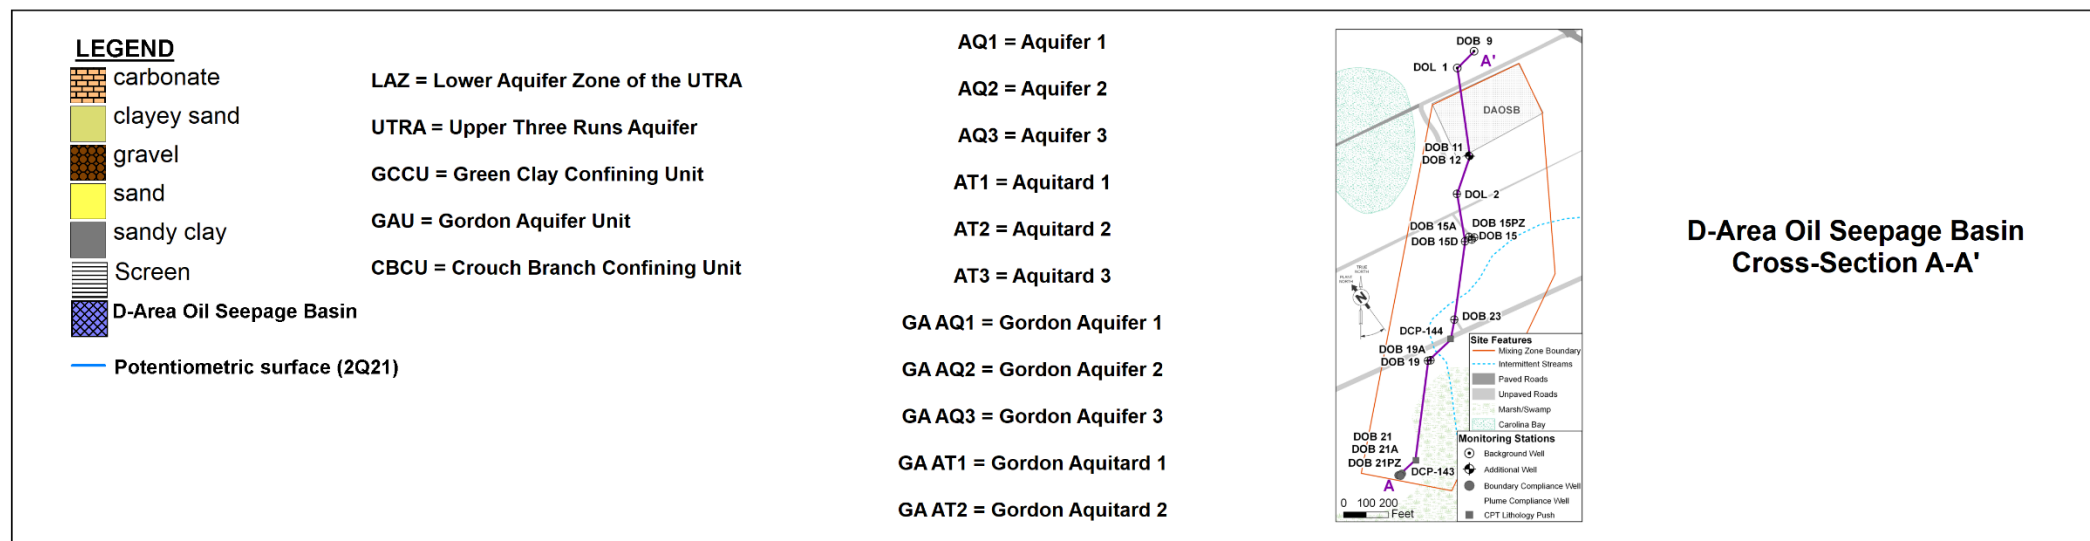 LEGEND
carbonate
clayey sand
gravel
sand
sandy clay
Screen
D-Area Oil Seepage Basin
Potentiometric surface (2Q21)
LAZ = Lower Aquifer Zone of the UTRA
UTRA = Upper Three Runs Aquifer
GCCU = Green Clay Confining Unit
GAU = Gordon Aquifer Unit
CBCU = Crouch Branch Confining Unit
AQ1 = Aquifer 1
AQ2 = Aquifer 2
AQ3 = Aquifer 3
AT1 = Aquitard 1
AT2 = Aquitard 2
AT3 = Aquitard 3
GA AQ1 = Gordon Aquifer 1
GA AQ2 = Gordon Aquifer 2
GA AQ3 = Gordon Aquifer 3
GA AT1 = Gordon Aquitard 1
GA AT2 = Gordon Aquitard 2
DOB 9
A'
DOL 1
DAOSB
DOB 11
DOB 12
DOL 2
DOB 15A
DOB 15PZ
DOB 15D
DOB 15
TRUE
NORTH
PLANT
NORTH
N
DOB 23
DCP-144
DOB 19A
DOB 19
DOB 21
DOB 21A
DOB 21PZ
DCP-143
A
0 100 200
Feet
Site Features
Mixing Zone Boundary
Intermittent Streams
Paved Roads
Unpaved Roads
Marsh/Swamp
Carolina Bay
Monitoring Stations
Background Well
Additional Well
Boundary Compliance Well
Plume Compliance Well
CPT Lithology Push
D-Area Oil Seepage Basin
Cross-Section A-A'